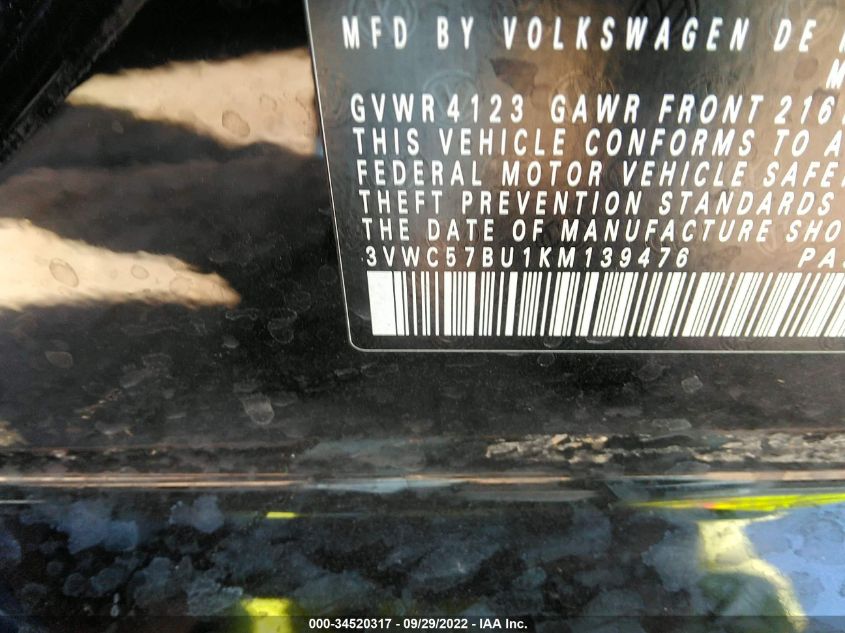 MFD BY VOLKSWAGEN DE
M
GVWR 4123 GAWR FRONT 216
THIS VEHICLE CONFORMS TO A
FEDERAL MOTOR VEHICLE SAFE
THEFT PREVENTION STANDARDS
THE DATE OF MANUFACTURE SHO
3VWC57BU1KM139476 PAS
000-34520317 - 09/29/2022 - IAA Inc.